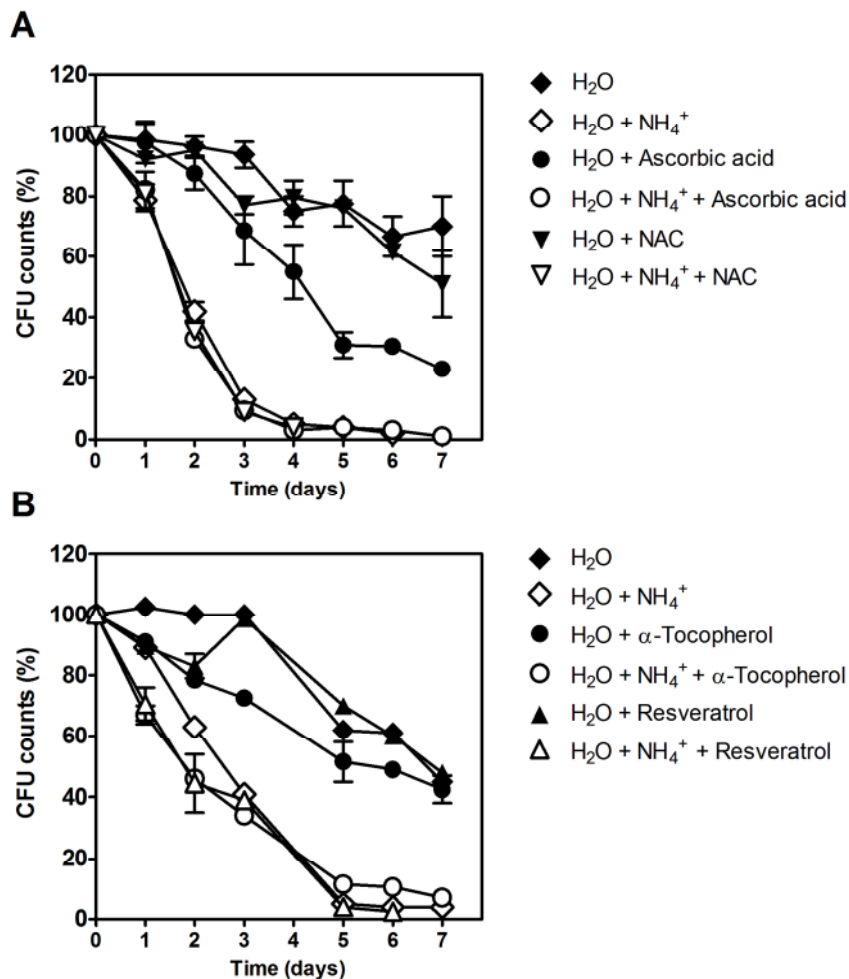 A
120
100
80
60
40
20
0
CFU counts (%)
0 1 2 3 4 5 6 7
Time (days)
H₂O
H₂O + NH₄⁺
H₂O + Ascorbic acid
H₂O + NH₄⁺ + Ascorbic acid
H₂O + NAC
H₂O + NH₄⁺ + NAC
B
120
100
80
60
40
20
0
CFU counts (%)
0 1 2 3 4 5 6 7
Time (days)
H₂O
H₂O + NH₄⁺
H₂O + α-Tocopherol
H₂O + NH₄⁺ + α-Tocopherol
H₂O + Resveratrol
H₂O + NH₄⁺ + Resveratrol